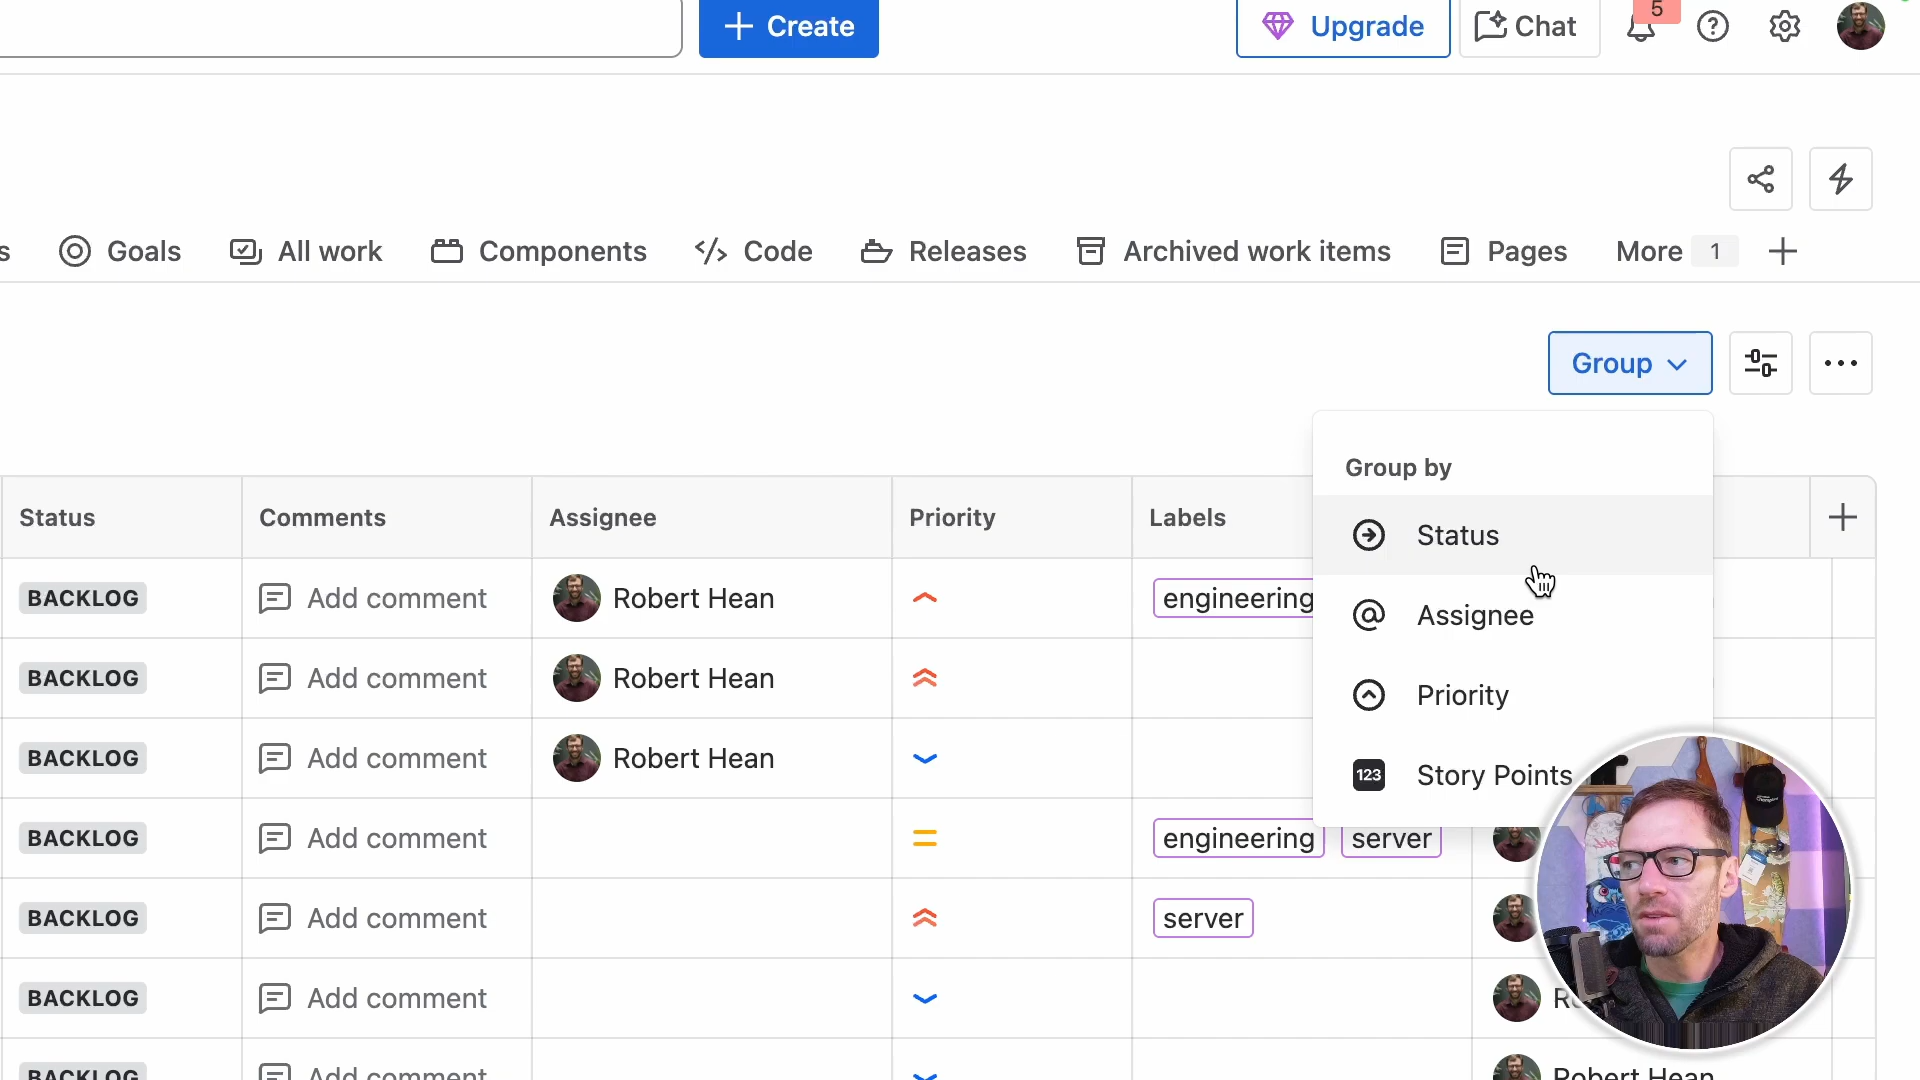 Create
Upgrade
Chat
5
Goals
All work
Components
Code
Releases
Archived work items
Pages
More 1
Group
Group by
Status
Assignee
Priority
Story Points
123
Status Comments Assignee Priority Labels
BACKLOG Add comment Robert Hean engineering
BACKLOG Add comment Robert Hean
BACKLOG Add comment Robert Hean
BACKLOG Add comment engineering server
BACKLOG Add comment server
BACKLOG Add comment
BACKLOG Add comment Robert Hean